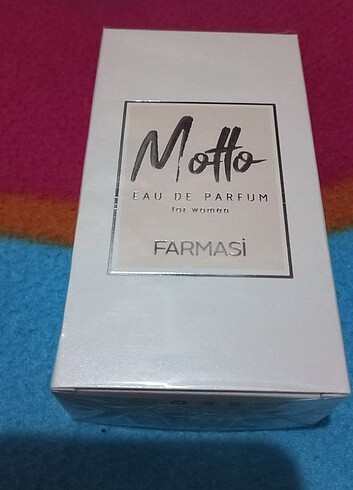 Motto
EAU DE PARFUM
for women
FARMASİ